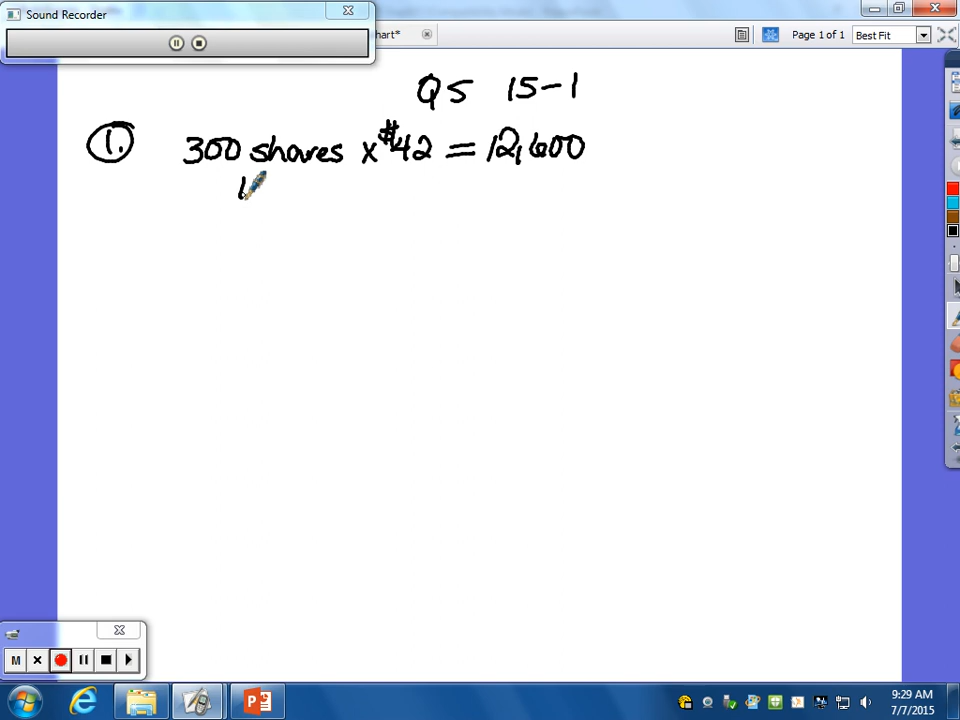 Sound Recorder
hart*
Page 1 of 1
Best Fit
QS 15-1
1. 300 shares x $42 = 12,600
M
9:29 AM
7/7/2015